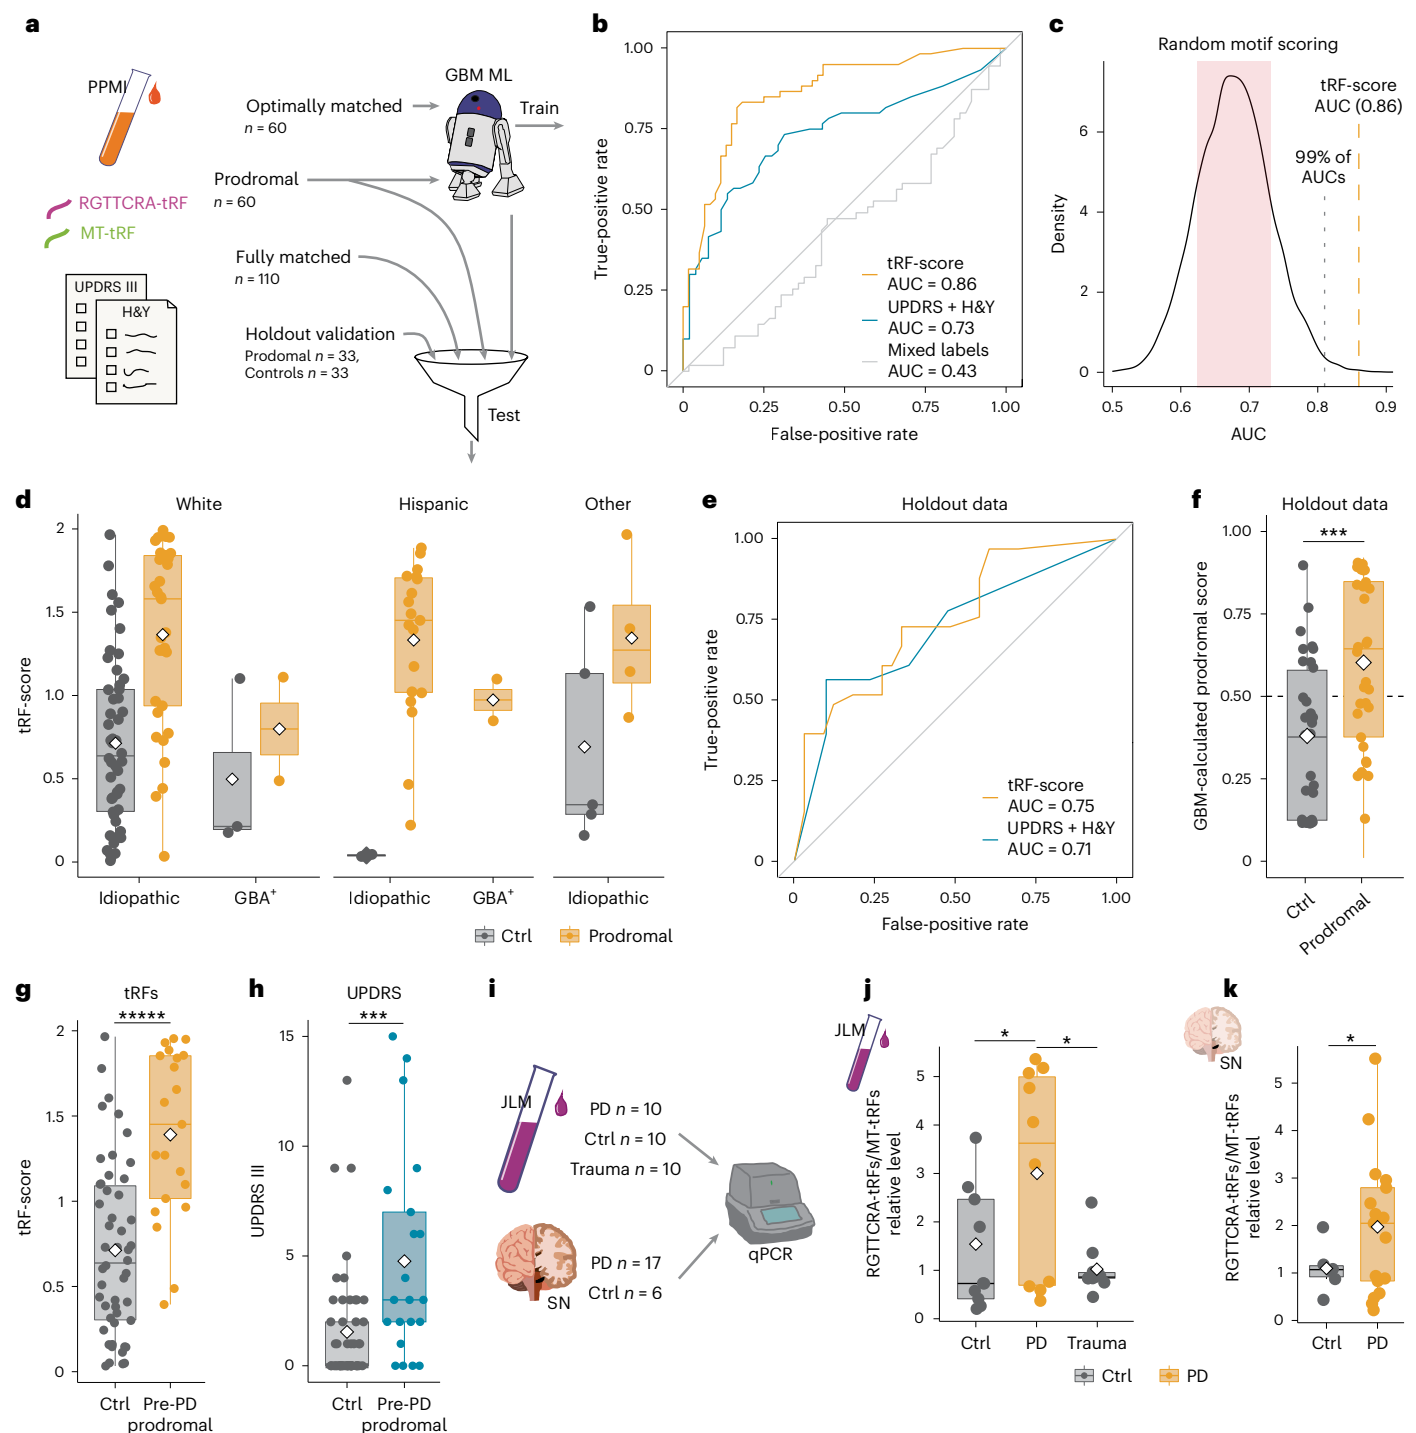 a
PPMI
RGTTCRA-tRF
MT-tRF
UPDRS III
H&Y
Optimally matched
n = 60
Prodromal
n = 60
Fully matched
n = 110
Holdout validation
Prodomal n = 33,
Controls n = 33
GBM ML
Train
Test
b
True-positive rate
1.00
0.75
0.50
0.25
0
tRF-score
AUC = 0.86
UPDRS + H&Y
AUC = 0.73
Mixed labels
AUC = 0.43
0 0.25 0.50 0.75 1.00
False-positive rate
c
Random motif scoring
tRF-score
AUC (0.86)
99% of
AUCs
Density
6
4
2
0
0.5 0.6 0.7 0.8 0.9
AUC
d
White Hispanic Other
tRF-score
2
1.5
1.0
0.5
0
Idiopathic GBA+ Idiopathic GBA+ Idiopathic
Ctrl Prodromal
e
Holdout data
True-positive rate
1.00
0.75
0.50
0.25
0
tRF-score
AUC = 0.75
UPDRS + H&Y
AUC = 0.71
0 0.25 0.50 0.75 1.00
False-positive rate
f
Holdout data
***
GBM-calculated prodromal score
1.00
0.75
0.50
0.25
0
Ctrl
Prodromal
g
tRFs
*****
tRF-score
2
1.5
1
0.5
0
Ctrl Pre-PD
prodromal
h
UPDRS
***
UPDRS III
15
10
5
0
Ctrl Pre-PD
prodromal
i
JLM
PD n = 10
Ctrl n = 10
Trauma n = 10
PD n = 17
Ctrl n = 6
SN
qPCR
j
JLM
* *
RGTTCRA-tRFs/MT-tRFs
relative level
5
4
3
2
1
0
Ctrl PD Trauma
k
SN
*
RGTTCRA-tRFs/MT-tRFs
relative level
5
4
3
2
1
0
Ctrl PD
Ctrl PD